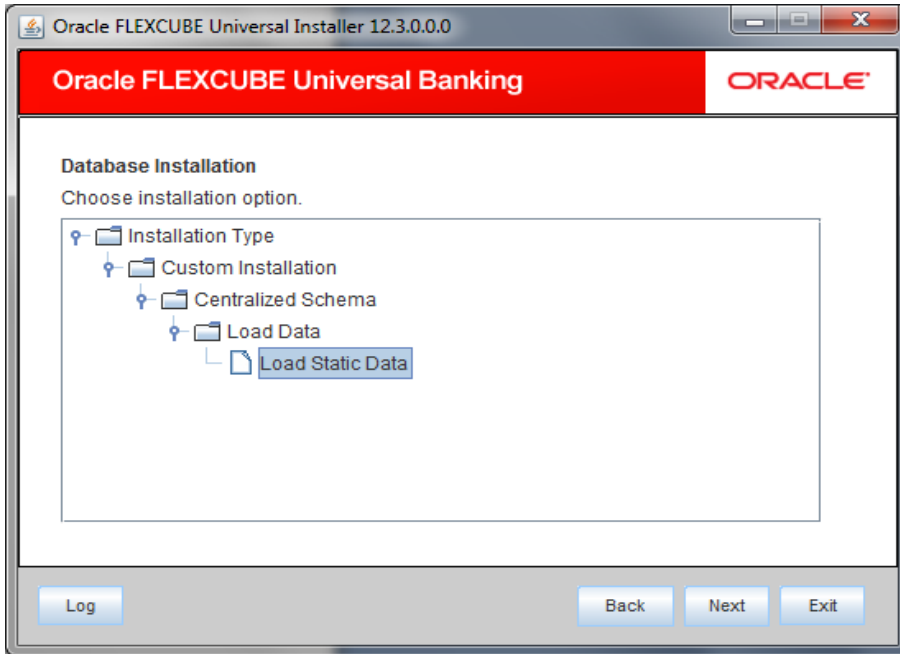 Oracle FLEXCUBE Universal Installer 12.3.0.0.0
Oracle FLEXCUBE Universal Banking
ORACLE
Database Installation
Choose installation option.
Installation Type
Custom Installation
Centralized Schema
Load Data
Load Static Data
Log Back Next Exit